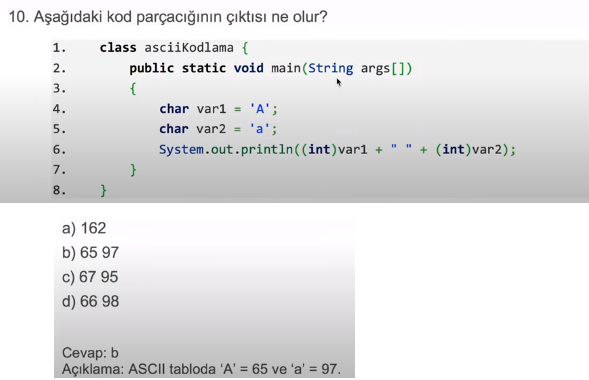 10. Aşağıdaki kod parçacığının çıktısı ne olur?
1. class asciiKodlama {
2. public static void main(String args[])
3. {
4. char var1 = 'A';
5. char var2 = 'a';
6. System.out.println((int)var1 + " " + (int)var2);
7. }
8. }
a) 162
b) 65 97
c) 67 95
d) 66 98
Cevap: b
Açıklama: ASCII tabloda ‘A’ = 65 ve ‘a’ = 97.